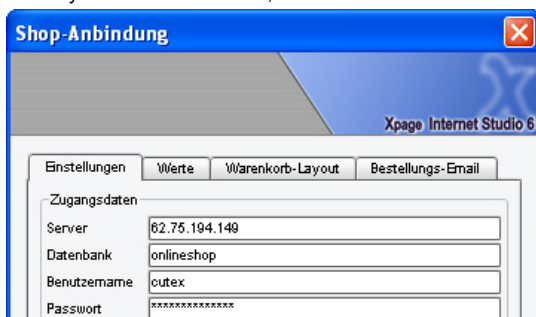 Shop-Anbindung
Xpage Internet Studio 6
Einstellungen Werte Warenkorb-Layout Bestellungs-Email
Zugangsdaten
Server 62.75.194.149
Datenbank onlineshop
Benutzername cutex
Passwort **************